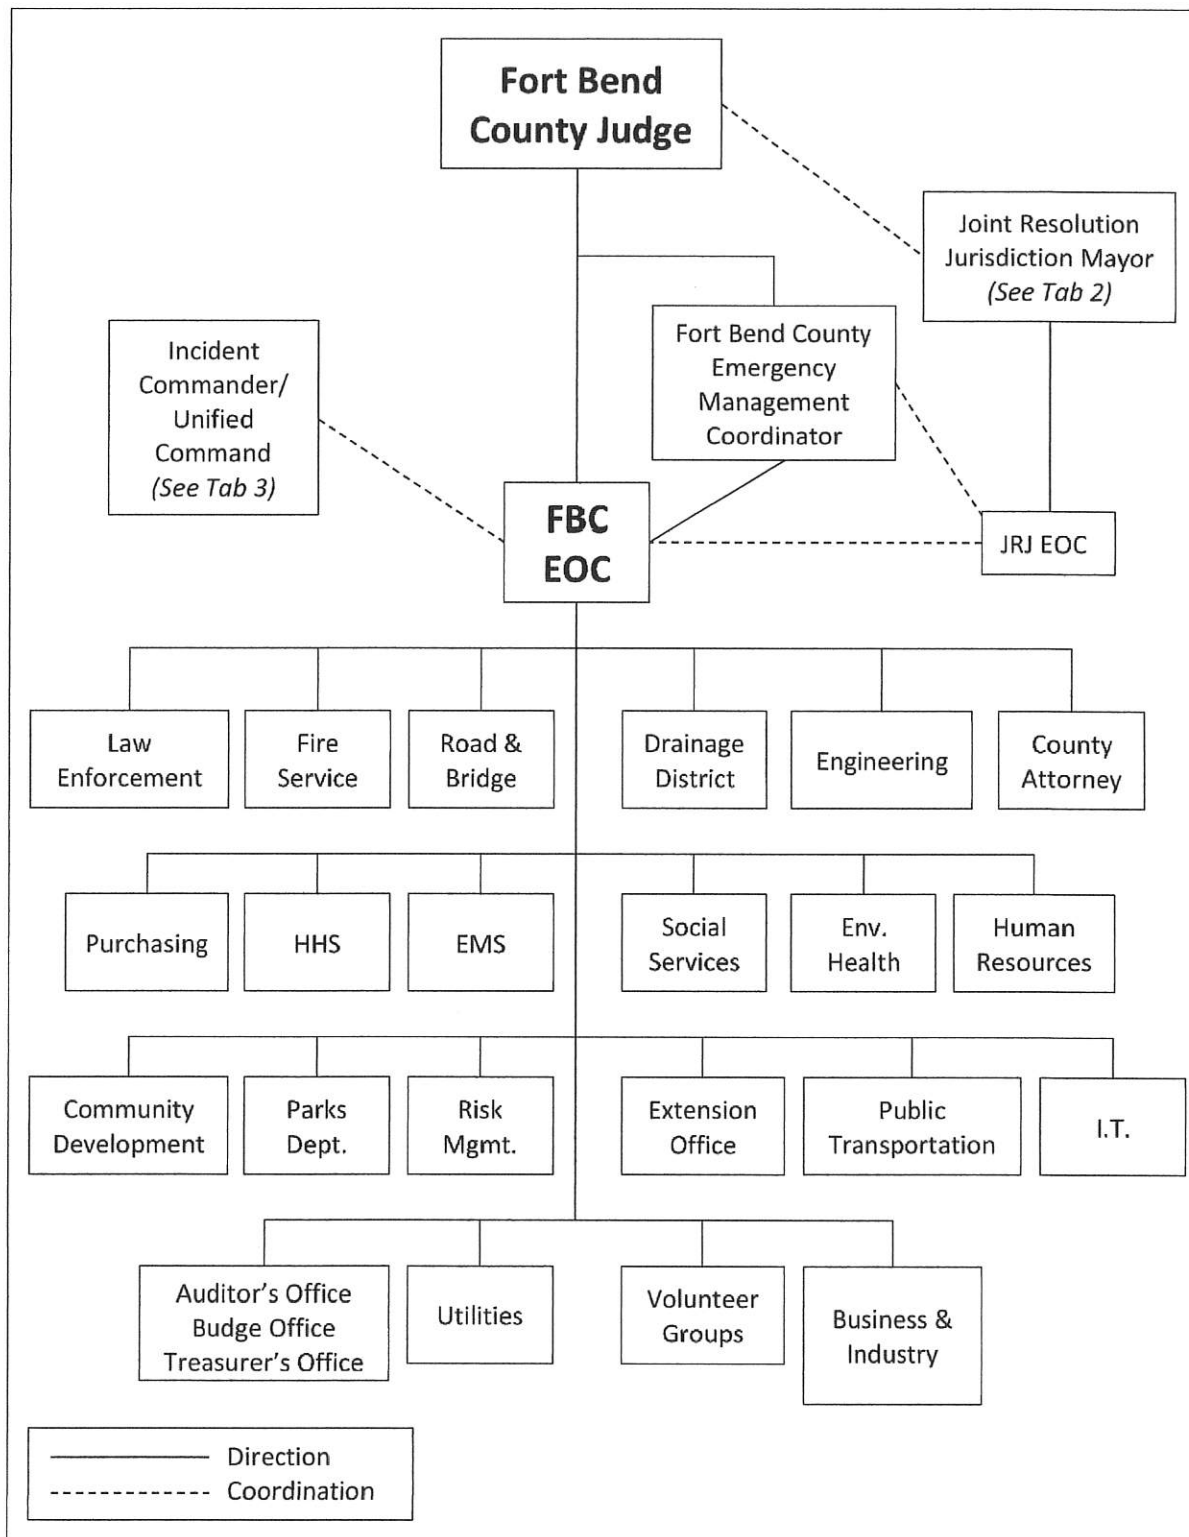 Fort Bend
County Judge
Joint Resolution
Jurisdiction Mayor
(See Tab 2)
Fort Bend County
Emergency
Management
Coordinator
Incident
Commander/
Unified
Command
(See Tab 3)
FBC
EOC
JRJ EOC
Law
Enforcement
Fire
Service
Road &
Bridge
Drainage
District
Engineering
County
Attorney
Purchasing
HHS
EMS
Social
Services
Env.
Health
Human
Resources
Community
Development
Parks
Dept.
Risk
Mgmt.
Extension
Office
Public
Transportation
I.T.
Auditor’s Office
Budge Office
Treasurer’s Office
Utilities
Volunteer
Groups
Business &
Industry
Direction
Coordination